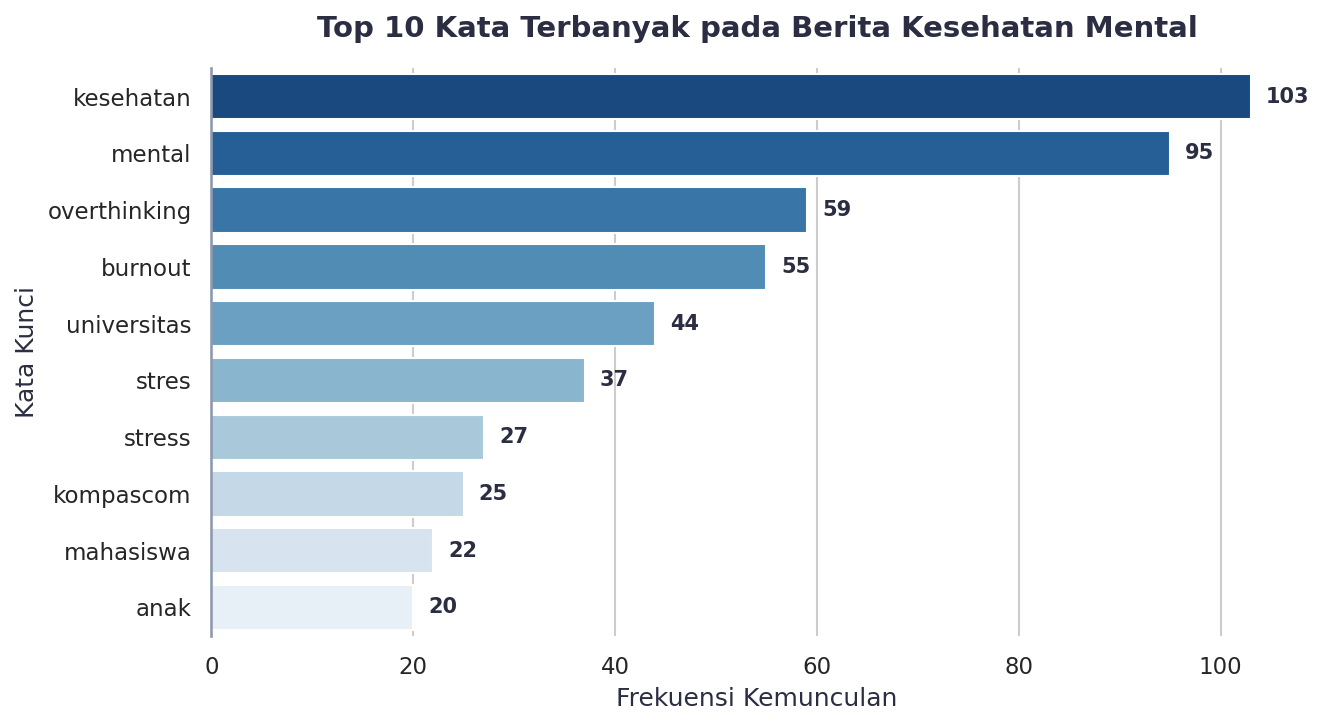 Top 10 Kata Terbanyak pada Berita Kesehatan Mental
Kata Kunci
kesehatan 103
mental 95
overthinking 59
burnout 55
universitas 44
stres 37
stress 27
kompascom 25
mahasiswa 22
anak 20
0 20 40 60 80 100
Frekuensi Kemunculan